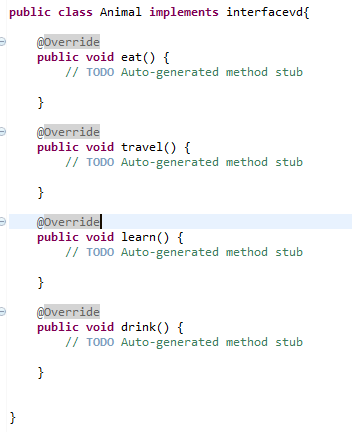 public class Animal implements interfacevd{
@Override
public void eat() {
// TODO Auto-generated method stub
}
@Override
public void travel() {
// TODO Auto-generated method stub
}
@Override
public void learn() {
// TODO Auto-generated method stub
}
@Override
public void drink() {
// TODO Auto-generated method stub
}
}